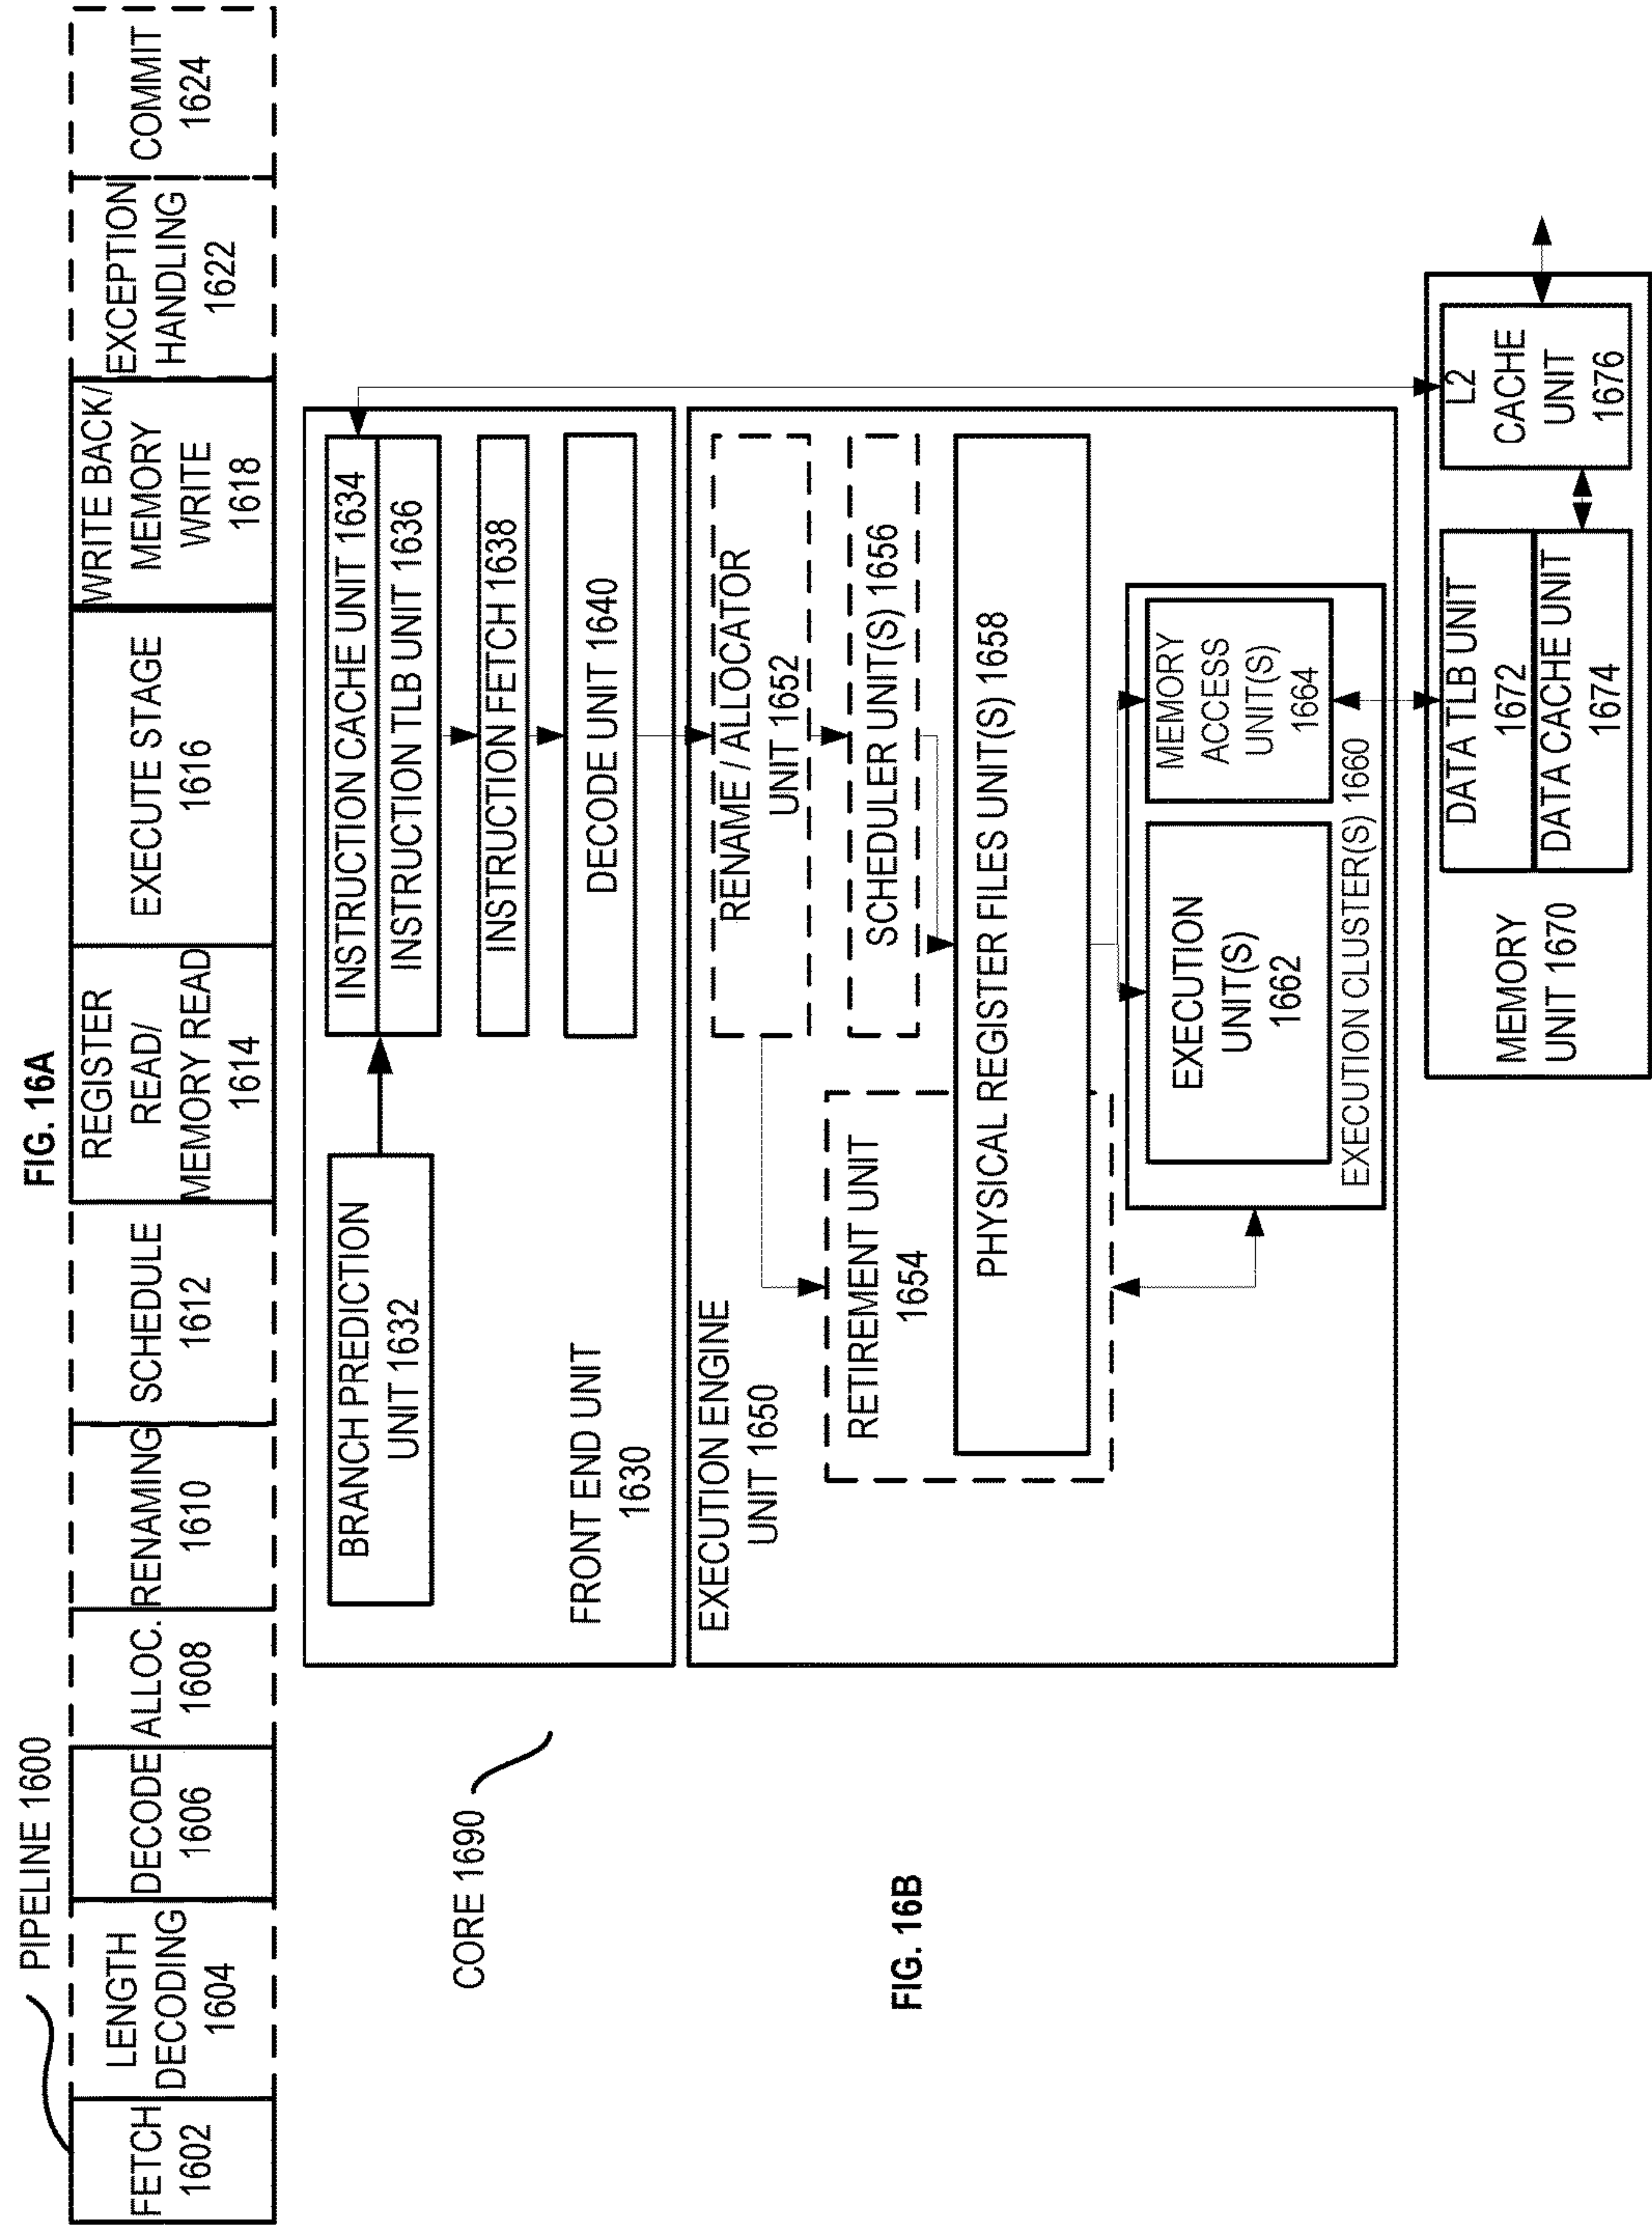 FIG. 16A
PIPELINE 1600
FETCH
1602
LENGTH
DECODING
1604
DECODE
1606
ALLOC.
1608
RENAMING
1610
SCHEDULE
1612
REGISTER
READ/
MEMORY READ
1614
EXECUTE STAGE
1616
WRITE BACK/
MEMORY
WRITE
1618
EXCEPTION
HANDLING
1622
COMMIT
1624
CORE 1690
FRONT END UNIT
1630
BRANCH PREDICTION
UNIT 1632
INSTRUCTION CACHE UNIT 1634
INSTRUCTION TLB UNIT 1636
INSTRUCTION FETCH 1638
DECODE UNIT 1640
EXECUTION ENGINE
UNIT 1650
RENAME / ALLOCATOR
UNIT 1652
RETIREMENT UNIT
1654
SCHEDULER UNIT(S) 1656
PHYSICAL REGISTER FILES UNIT(S) 1658
EXECUTION
UNIT(S)
1662
MEMORY
ACCESS
UNIT(S)
1664
EXECUTION CLUSTER(S) 1660
MEMORY
UNIT 1670
DATA TLB UNIT
1672
DATA CACHE UNIT
1674
L2
CACHE
UNIT
1676
FIG. 16B